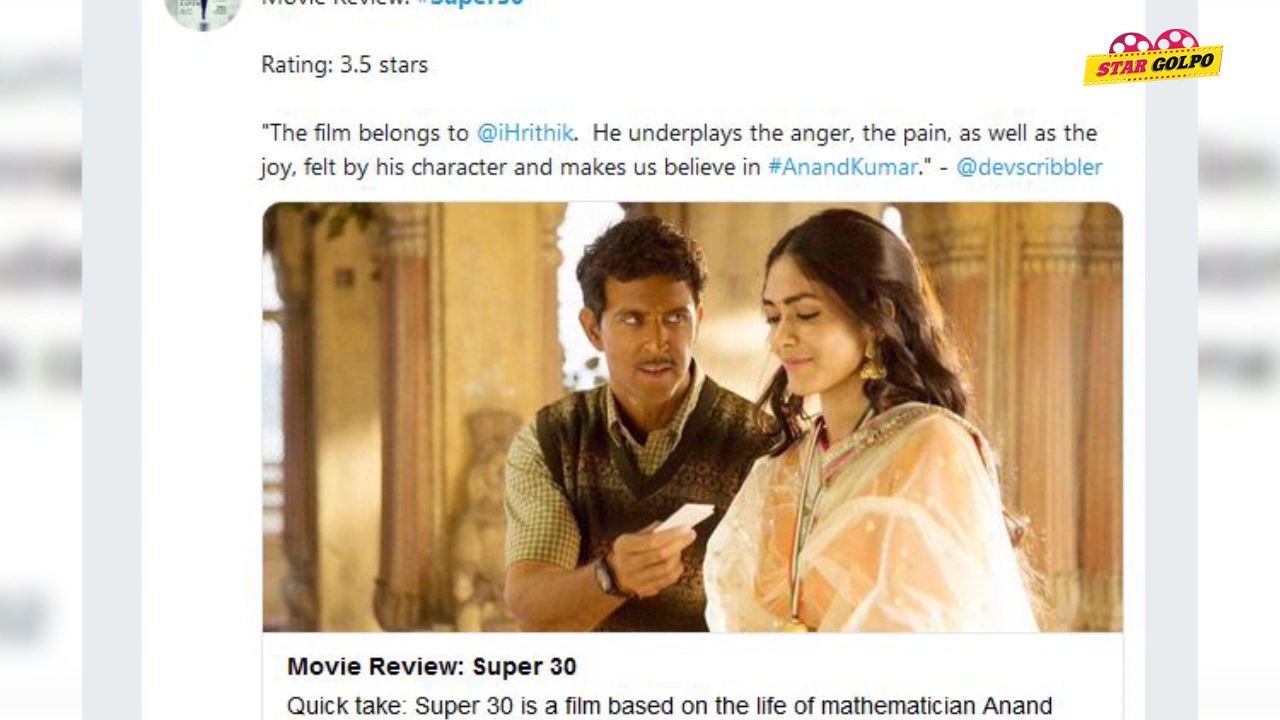 Movie Review: #Super30
STAR GOLPO
Rating: 3.5 stars
"The film belongs to @iHrithik.  He underplays the anger, the pain, as well as the
joy, felt by his character and makes us believe in #AnandKumar." - @devscribbler
Movie Review: Super 30
Quick take: Super 30 is a film based on the life of mathematician Anand